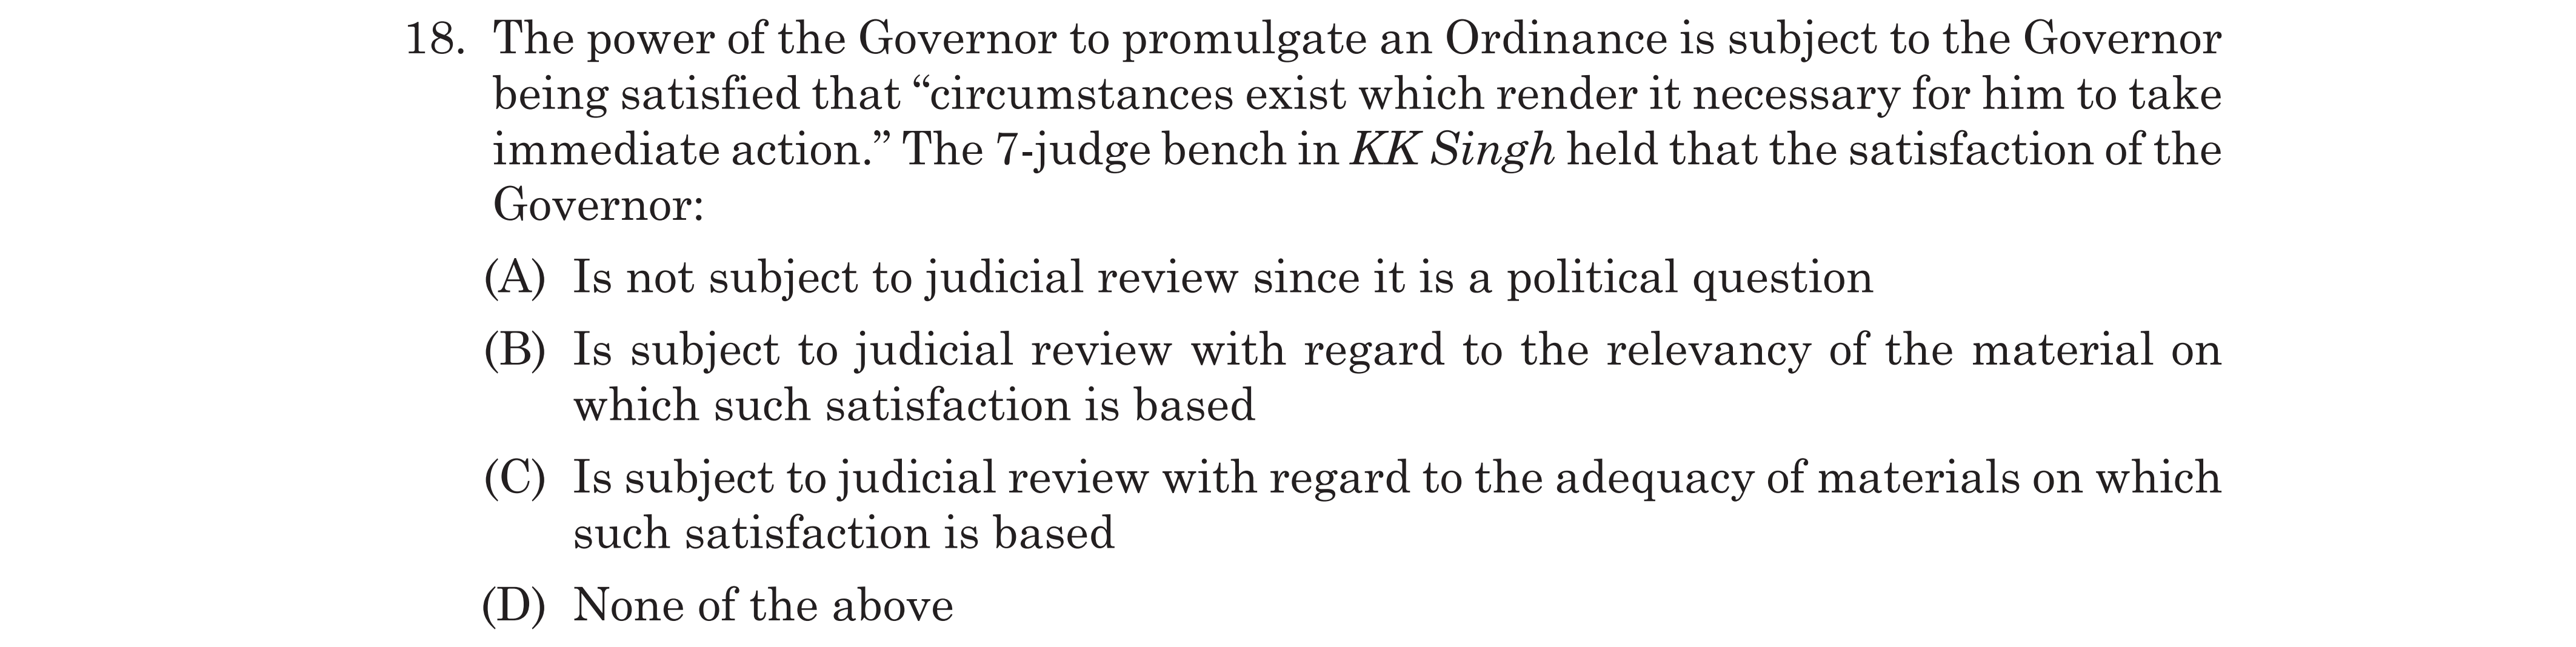 18. The power of the Governor to promulgate an Ordinance is subject to the Governor
being satisfied that “circumstances exist which render it necessary for him to take
immediate action.” The 7-judge bench in KK Singh held that the satisfaction of the
Governor:
(A) Is not subject to judicial review since it is a political question
(B) Is subject to judicial review with regard to the relevancy of the material on
which such satisfaction is based
(C) Is subject to judicial review with regard to the adequacy of materials on which
such satisfaction is based
(D) None of the above